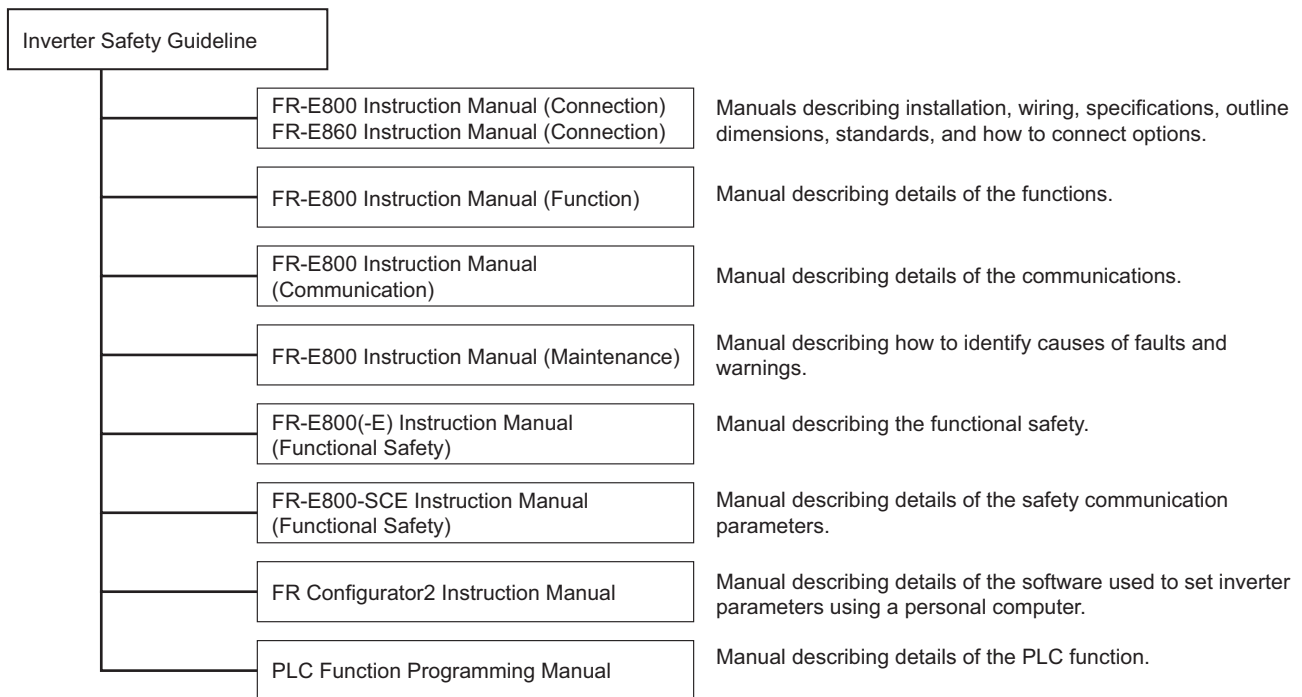 Inverter Safety Guideline
FR-E800 Instruction Manual (Connection)
FR-E860 Instruction Manual (Connection)
Manuals describing installation, wiring, specifications, outline
dimensions, standards, and how to connect options.
FR-E800 Instruction Manual (Function)
Manual describing details of the functions.
FR-E800 Instruction Manual
(Communication)
Manual describing details of the communications.
FR-E800 Instruction Manual (Maintenance)
Manual describing how to identify causes of faults and
warnings.
FR-E800(-E) Instruction Manual
(Functional Safety)
Manual describing the functional safety.
FR-E800-SCE Instruction Manual
(Functional Safety)
Manual describing details of the safety communication
parameters.
FR Configurator2 Instruction Manual
Manual describing details of the software used to set inverter
parameters using a personal computer.
PLC Function Programming Manual
Manual describing details of the PLC function.